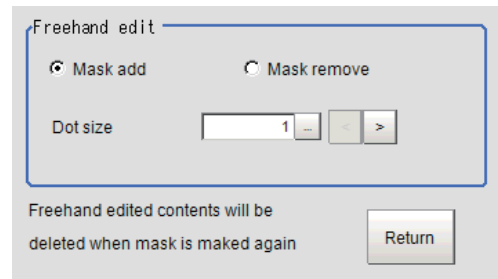 Freehand edit
Mask add Mask remove
Dot size 1 ... < >
Freehand edited contents will be
deleted when mask is maked again
Return